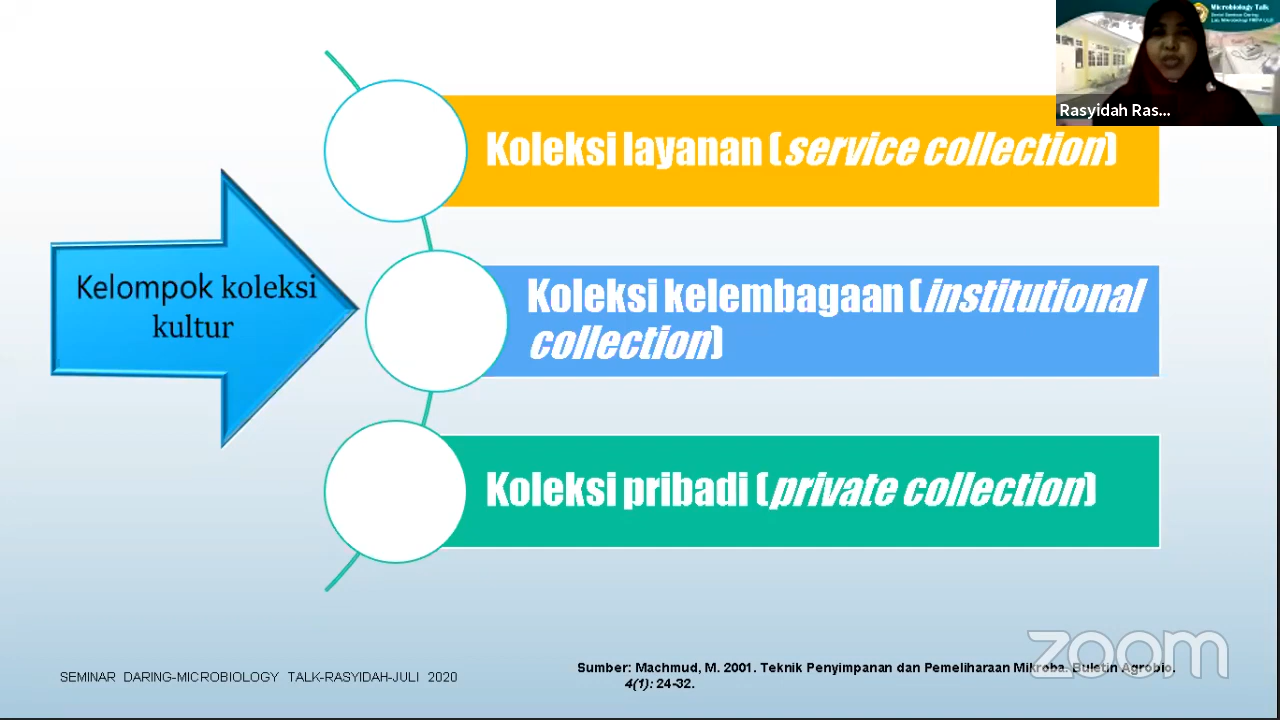 Microbiology Talk
Rasyidah Ras...
Koleksi layanan (service collection)
Kelompok koleksi
kultur
Koleksi kelembagaan (institutional
collection)
Koleksi pribadi (private collection)
zoom
SEMINAR DARING-MICROBIOLOGY TALK-RASYIDAH-JULI 2020
Sumber: Machmud, M. 2001. Teknik Penyimpanan dan Pemeliharaan Mikroba. Buletin Agrobio.
4(1): 24-32.